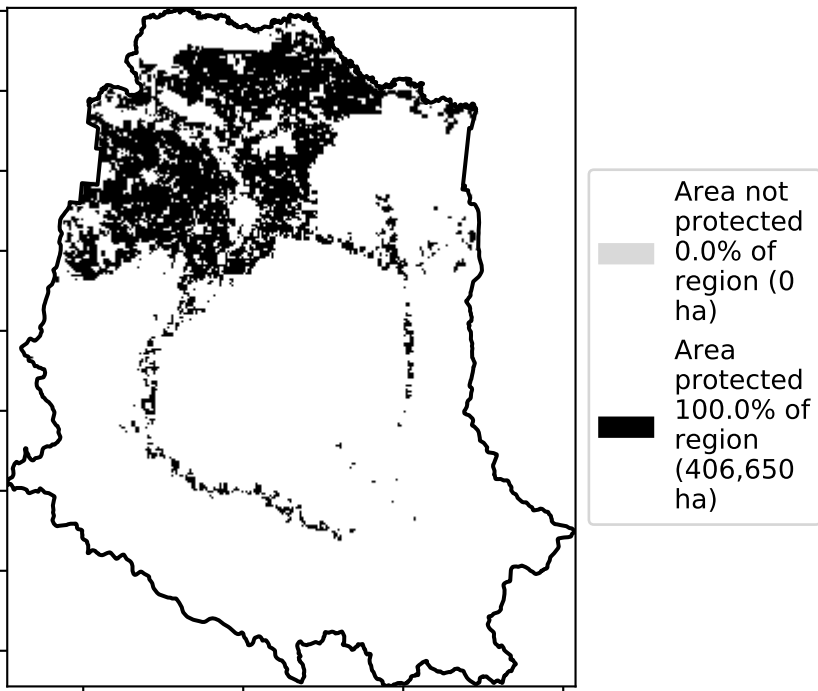 Area not
protected
0.0% of
region (0
ha)
Area
protected
100.0% of
region
(406,650
ha)